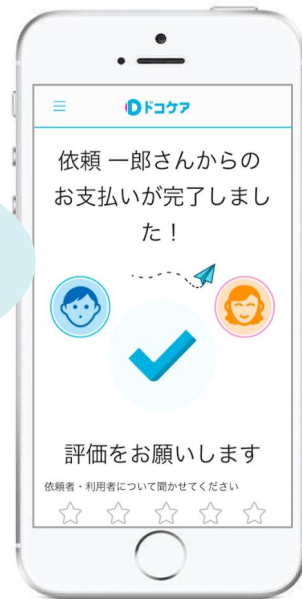 ドコケア
依頼 一郎さんからの
お支払いが完了しまし
た！
評価をお願いします
依頼者・利用者について聞かせてください